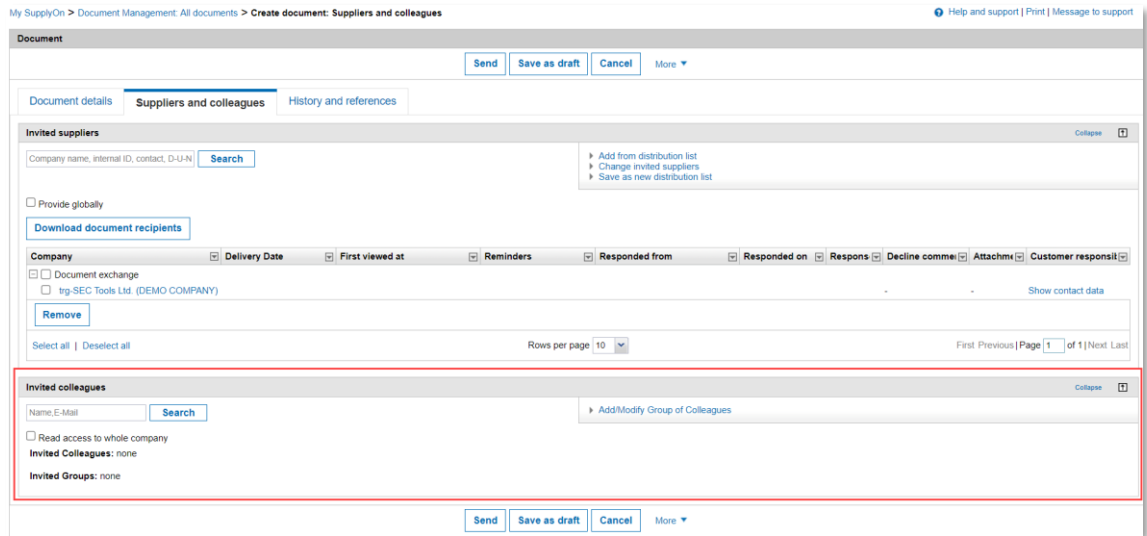 My SupplyOn > Document Management: All documents > Create document: Suppliers and colleagues
Help and support | Print | Message to support
Document
Send Save as draft Cancel More
Document details Suppliers and colleagues History and references
Invited suppliers Collapse
Company name, internal ID, contact, D-U-N Search
Add from distribution list
Change invited suppliers
Save as new distribution list
Provide globally
Download document recipients
Company Delivery Date First viewed at Reminders Responded from Responded on Respons Decline comme Attachm Customer responsib
Document exchange
trg-SEC Tools Ltd. (DEMO COMPANY) - - Show contact data
Remove
Select all | Deselect all Rows per page 10 First Previous | Page 1 of 1 | Next Last
Invited colleagues Collapse
Name,E-Mail Search
Add/Modify Group of Colleagues
Read access to whole company
Invited Colleagues: none
Invited Groups: none
Send Save as draft Cancel More